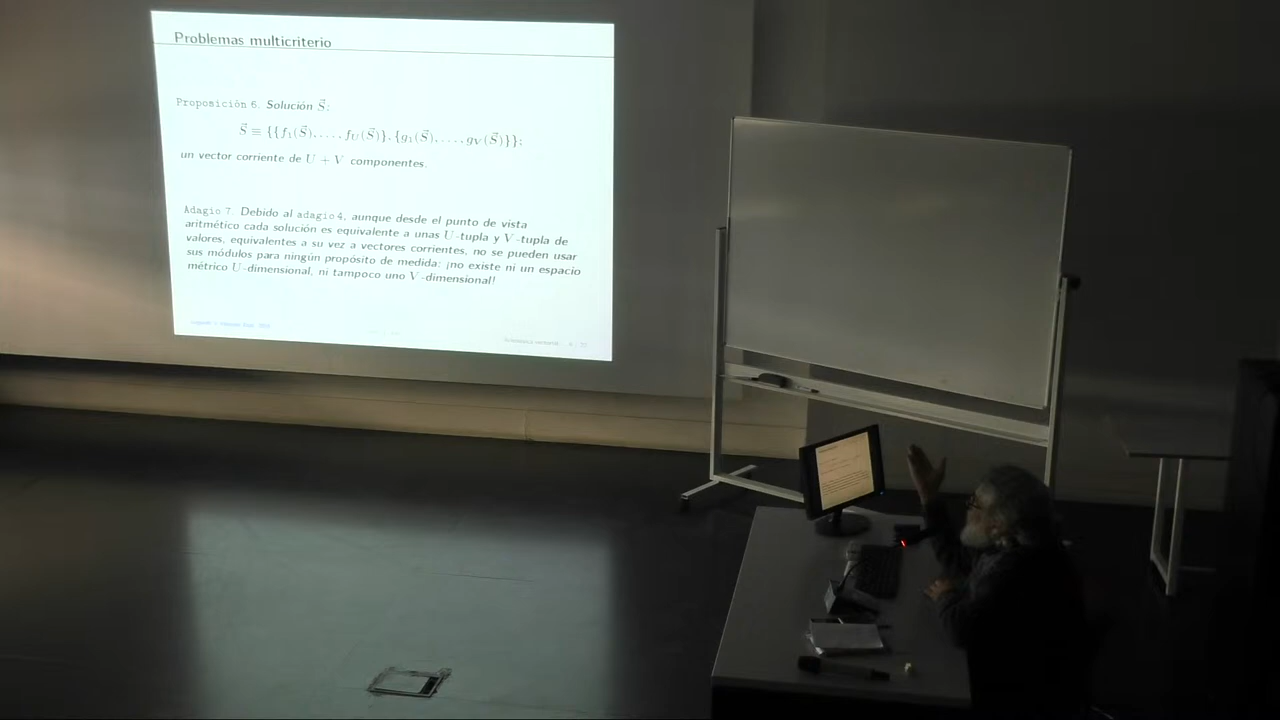 Problemas multicriterio
Proposición 6. Solución S⃗:
S⃗ ≡ {{f₁(S⃗), . . . , f_U(S⃗)}, {g₁(S⃗), . . . , g_V(S⃗)}};
un vector corriente de U + V componentes.
Adagio 7. Debido al adagio 4, aunque desde el punto de vista
aritmético cada solución es equivalente a unas U-tupla y V-tupla de
valores, equivalentes a su vez a vectores corrientes, no se pueden usar
sus módulos para ningún propósito de medida: ¡no existe ni un espacio
métrico U-dimensional, ni tampoco uno V-dimensional!